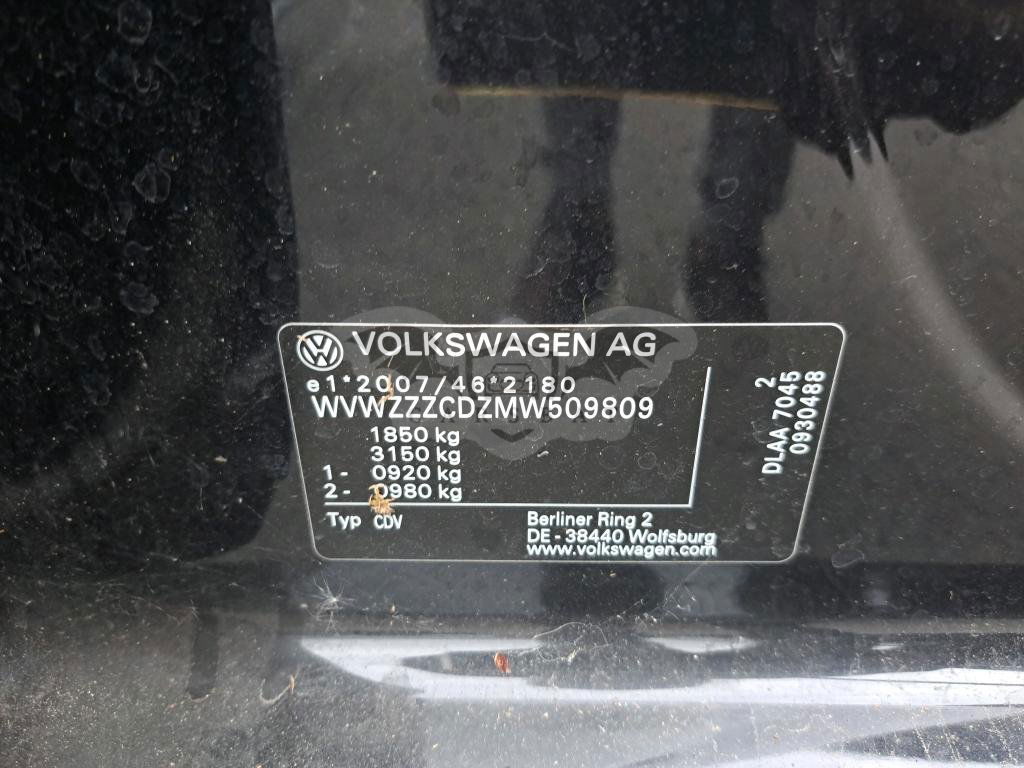 VOLKSWAGEN AG
e1*2007/46*2180
WVWZZZCDZMW509809
1850 kg
3150 kg
1- 0920 kg
2- 0980 kg
Typ CDV
Berliner Ring 2
DE - 38440 Wolfsburg
www.volkswagen.com
2
DLAA 7045
0930488